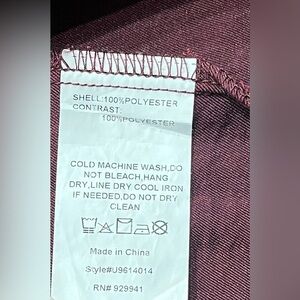 SHELL:100%POLYESTER
CONTRAST:
100%POLYESTER
COLD MACHINE WASH,DO
NOT BLEACH,HANG
DRY,LINE DRY COOL IRON
IF NEEDED,DO NOT DRY
CLEAN
Made in China
Style#U9614014
RN# 929941